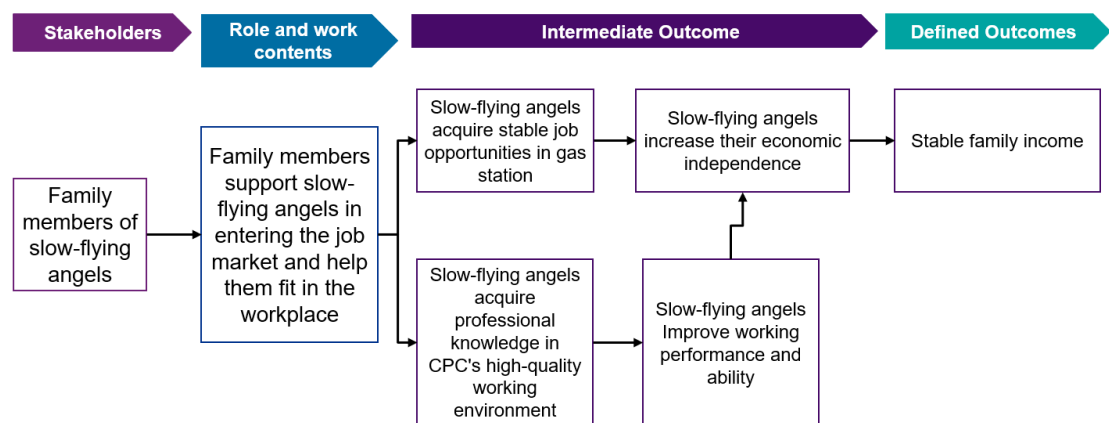 Stakeholders
Role and work
contents
Intermediate Outcome
Defined Outcomes
Family
members of
slow-flying
angels
Family members
support slow-
flying angels in
entering the job
market and help
them fit in the
workplace
Slow-flying angels
acquire stable job
opportunities in gas
station
Slow-flying angels
increase their economic
independence
Stable family income
Slow-flying angels
acquire
professional
knowledge in
CPC's high-quality
working
environment
Slow-flying angels
Improve working
performance and
ability